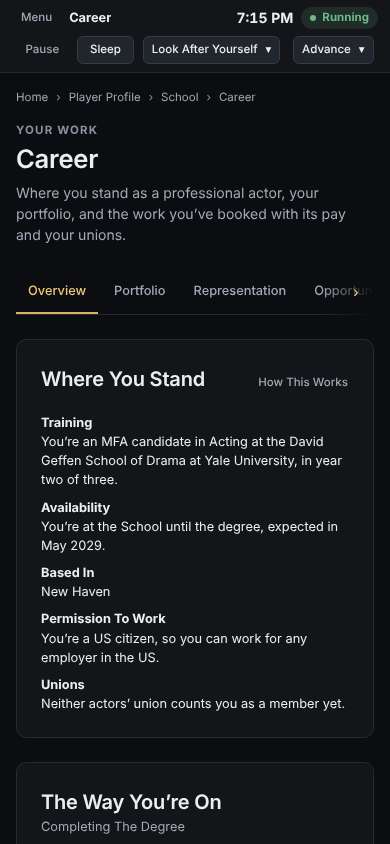 Menu Career 7:15 PM Running
Pause Sleep Look After Yourself ▾ Advance ▾
Home › Player Profile › School › Career
YOUR WORK
Career
Where you stand as a professional actor, your
portfolio, and the work you’ve booked with its pay
and your unions.
Overview Portfolio Representation Opportun ›
Where You Stand How This Works
Training
You’re an MFA candidate in Acting at the David
Geffen School of Drama at Yale University, in year
two of three.
Availability
You’re at the School until the degree, expected in
May 2029.
Based In
New Haven
Permission To Work
You’re a US citizen, so you can work for any
employer in the US.
Unions
Neither actors’ union counts you as a member yet.
The Way You’re On
Completing The Degree